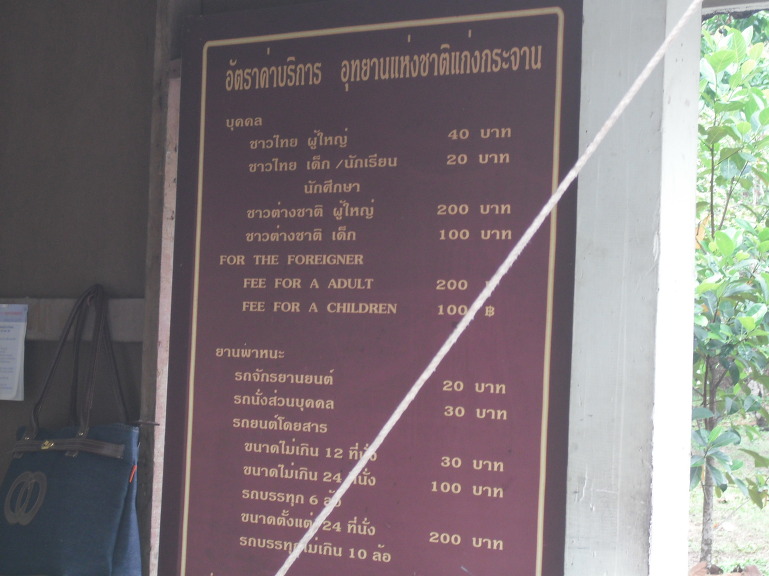 อัตราค่าบริการ อุทยานแห่งชาติแก่งกระจาน
บุคคล
ชาวไทย ผู้ใหญ่ 40 บาท
ชาวไทย เด็ก /นักเรียน 20 บาท
นักศึกษา
ชาวต่างชาติ ผู้ใหญ่ 200 บาท
ชาวต่างชาติ เด็ก 100 บาท
FOR THE FOREIGNER
FEE FOR A ADULT 200
FEE FOR A CHILDREN 100 ฿
ยานพาหนะ
รถจักรยานยนต์ 20 บาท
รถนั่งส่วนบุคคล 30 บาท
รถยนต์โดยสาร
ขนาดไม่เกิน 12 ที่นั่ง 30 บาท
ขนาดไม่เกิน 24 ที่นั่ง 100 บาท
รถบรรทุก 6 ล้อ
ขนาดตั้งแต่ 24 ที่นั่ง 200 บาท
รถบรรทุกไม่เกิน 10 ล้อ